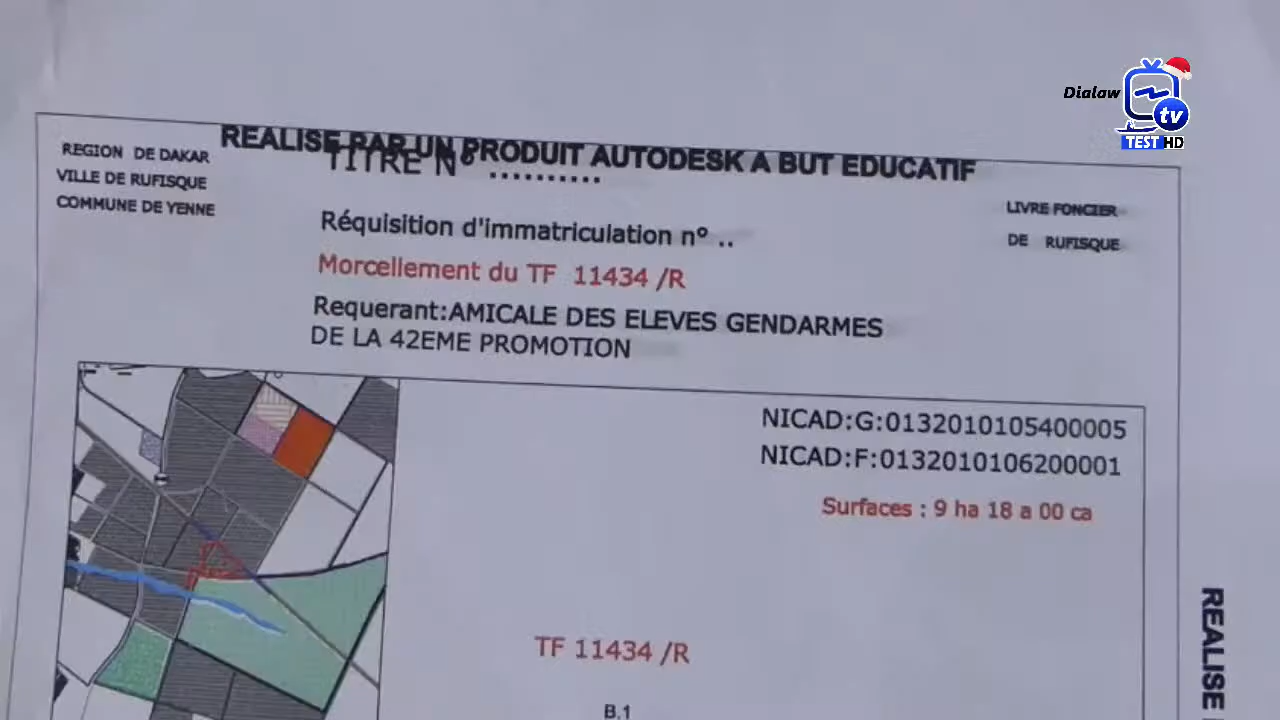 Dialaw
tv
TEST HD
REALISE PAR UN PRODUIT AUTODESK A BUT EDUCATIF
REGION DE DAKAR
VILLE DE RUFISQUE
COMMUNE DE YENNE
TITRE N° ..........
LIVRE FONCIER
DE RUFISQUE
Réquisition d'immatriculation n° ..
Morcellement du TF 11434 /R
Requerant:AMICALE DES ELEVES GENDARMES
DE LA 42EME PROMOTION
NICAD:G:0132010105400005
NICAD:F:0132010106200001
Surfaces : 9 ha 18 a 00 ca
TF 11434 /R
B.1
REALISE